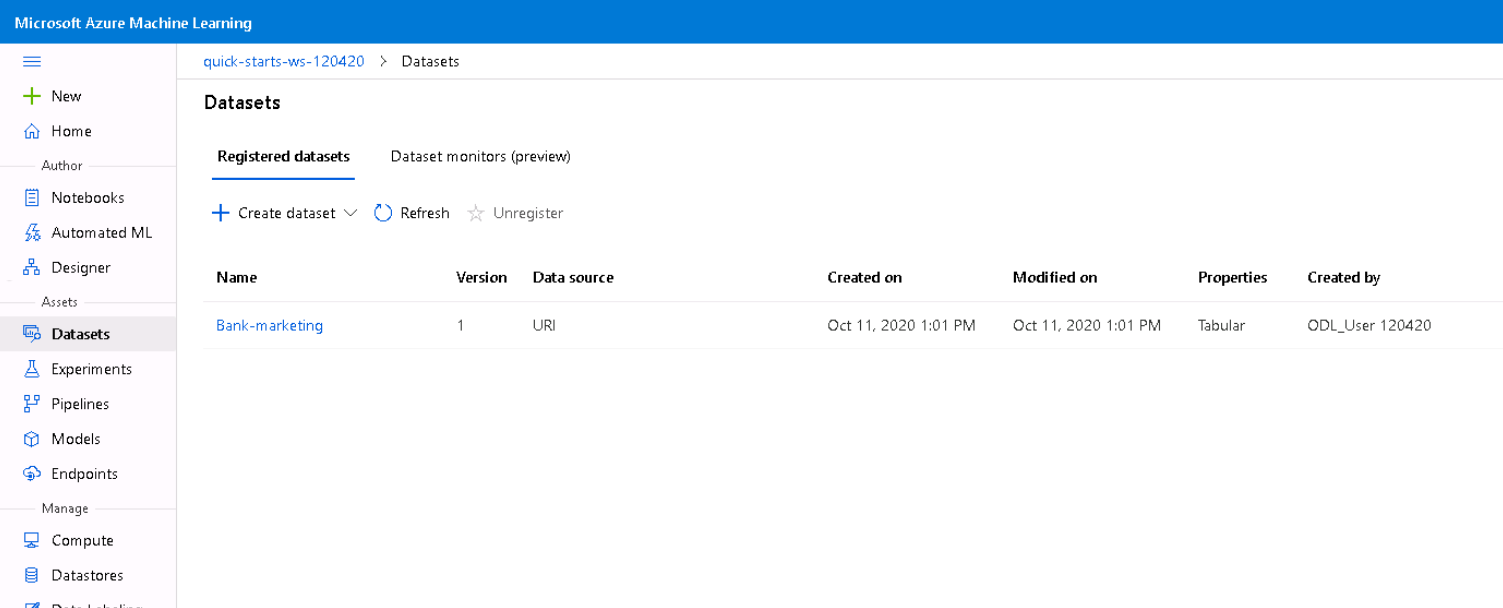 Microsoft Azure Machine Learning
quick-starts-ws-120420 > Datasets
New
Home
Author
Notebooks
Automated ML
Designer
Assets
Datasets
Experiments
Pipelines
Models
Endpoints
Manage
Compute
Datastores
Data Labeling
Datasets
Registered datasets Dataset monitors (preview)
Create dataset Refresh Unregister
Name Version Data source Created on Modified on Properties Created by
Bank-marketing 1 URI Oct 11, 2020 1:01 PM Oct 11, 2020 1:01 PM Tabular ODL_User 120420